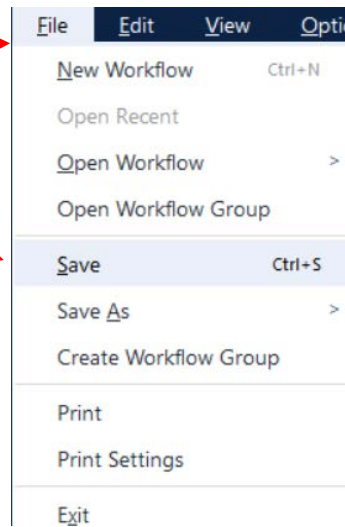 File Edit View Opti
New Workflow Ctrl+N
Open Recent
Open Workflow >
Open Workflow Group
Save Ctrl+S
Save As >
Create Workflow Group
Print
Print Settings
Exit